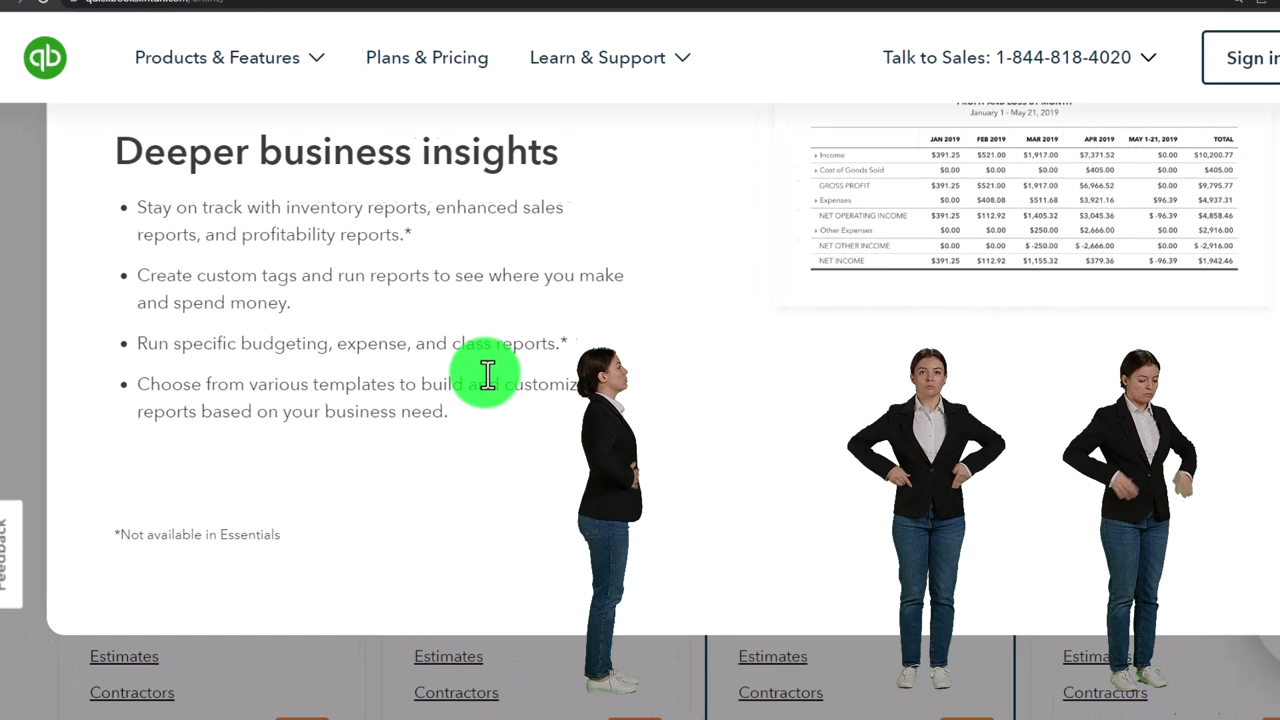 qb
Products & Features
Plans & Pricing
Learn & Support
Talk to Sales: 1-844-818-4020
Sign in
Deeper business insights
• Stay on track with inventory reports, enhanced sales
reports, and profitability reports.*
• Create custom tags and run reports to see where you make
and spend money.
• Run specific budgeting, expense, and class reports.*
• Choose from various templates to build and customiz
reports based on your business need.
*Not available in Essentials
PROFIT AND LOSS BY MONTH
January 1 - May 21, 2019
JAN 2019 FEB 2019 MAR 2019 APR 2019 MAY 1-21, 2019 TOTAL
Income $391.25 $521.00 $1,917.00 $7,371.52 $0.00 $10,200.77
Cost of Goods Sold $0.00 $0.00 $0.00 $405.00 $0.00 $405.00
GROSS PROFIT $391.25 $521.00 $1,917.00 $6,966.52 $0.00 $9,795.77
Expenses $0.00 $408.08 $511.68 $3,921.16 $96.39 $4,937.31
NET OPERATING INCOME $391.25 $112.92 $1,405.32 $3,045.36 $ -96.39 $4,858.46
Other Expenses $0.00 $0.00 $250.00 $2,666.00 $0.00 $2,916.00
NET OTHER INCOME $0.00 $0.00 $ -250.00 $ -2,666.00 $0.00 $ -2,916.00
NET INCOME $391.25 $112.92 $1,155.32 $379.36 $ -96.39 $1,942.46
Feedback
Estimates
Estimates
Estimates
Estima
Contractors
Contractors
Contractors
Contractors